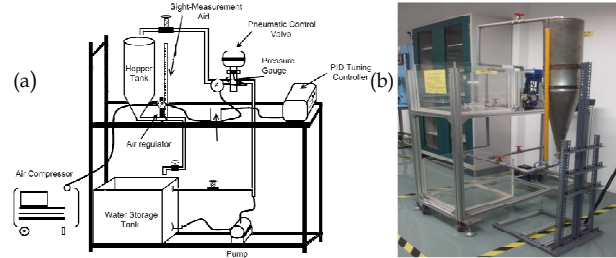 Sight-Measurement
Aid!
Pneumatic Control
Valve
Pressure
Gauge
PID Tuning
Controller
Hopper
Tank
(a)
(b)
Air regulator
Air Compressor
Water Storage
Tank
Pump